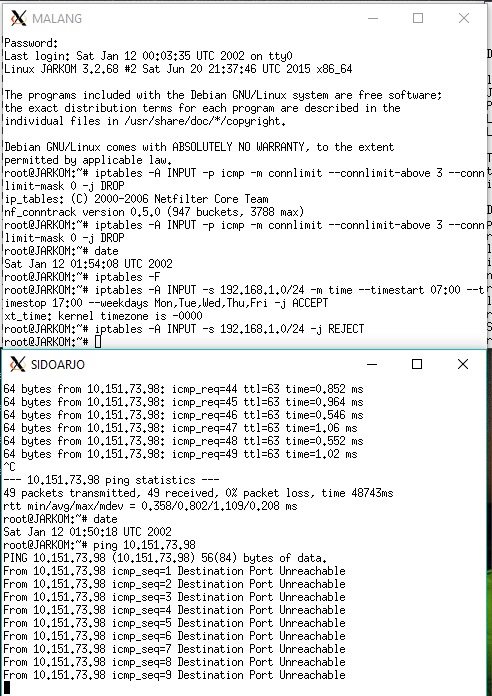 MALANG
Password:
Last login: Sat Jan 12 00:03:35 UTC 2002 on tty0
Linux JARKOM 3.2.68 #2 Sat Jun 20 21:37:46 UTC 2015 x86_64
The programs included with the Debian GNU/Linux system are free software;
the exact distribution terms for each program are described in the
individual files in /usr/share/doc/*/copyright.
Debian GNU/Linux comes with ABSOLUTELY NO WARRANTY, to the extent
permitted by applicable law.
root@JARKOM:~# iptables -A INPUT -p icmp -m connlimit --connlimit-above 3 --conn
limit-mask 0 -j DROP
ip_tables: (C) 2000-2006 Netfilter Core Team
nf_conntrack version 0.5.0 (947 buckets, 3788 max)
root@JARKOM:~# iptables -A INPUT -p icmp -m connlimit --connlimit-above 3 --conn
limit-mask 0 -j DROP
root@JARKOM:~# date
Sat Jan 12 01:54:08 UTC 2002
root@JARKOM:~# iptables -F
root@JARKOM:~# iptables -A INPUT -s 192.168.1.0/24 -m time --timestart 07:00 --t
imestop 17:00 --weekdays Mon,Tue,Wed,Thu,Fri -j ACCEPT
xt_time: kernel timezone is -0000
root@JARKOM:~# iptables -A INPUT -s 192.168.1.0/24 -j REJECT
root@JARKOM:~#
SIDOARJO
64 bytes from 10.151.73.98: icmp_req=44 ttl=63 time=0.852 ms
64 bytes from 10.151.73.98: icmp_req=45 ttl=63 time=0.964 ms
64 bytes from 10.151.73.98: icmp_req=46 ttl=63 time=0.546 ms
64 bytes from 10.151.73.98: icmp_req=47 ttl=63 time=1.06 ms
64 bytes from 10.151.73.98: icmp_req=48 ttl=63 time=0.552 ms
64 bytes from 10.151.73.98: icmp_req=49 ttl=63 time=1.02 ms
^C
--- 10.151.73.98 ping statistics ---
49 packets transmitted, 49 received, 0% packet loss, time 48743ms
rtt min/avg/max/mdev = 0.358/0.802/1.109/0.208 ms
root@JARKOM:~# date
Sat Jan 12 01:50:18 UTC 2002
root@JARKOM:~# ping 10.151.73.98
PING 10.151.73.98 (10.151.73.98) 56(84) bytes of data.
From 10.151.73.98 icmp_seq=1 Destination Port Unreachable
From 10.151.73.98 icmp_seq=2 Destination Port Unreachable
From 10.151.73.98 icmp_seq=3 Destination Port Unreachable
From 10.151.73.98 icmp_seq=4 Destination Port Unreachable
From 10.151.73.98 icmp_seq=5 Destination Port Unreachable
From 10.151.73.98 icmp_seq=6 Destination Port Unreachable
From 10.151.73.98 icmp_seq=7 Destination Port Unreachable
From 10.151.73.98 icmp_seq=8 Destination Port Unreachable
From 10.151.73.98 icmp_seq=9 Destination Port Unreachable